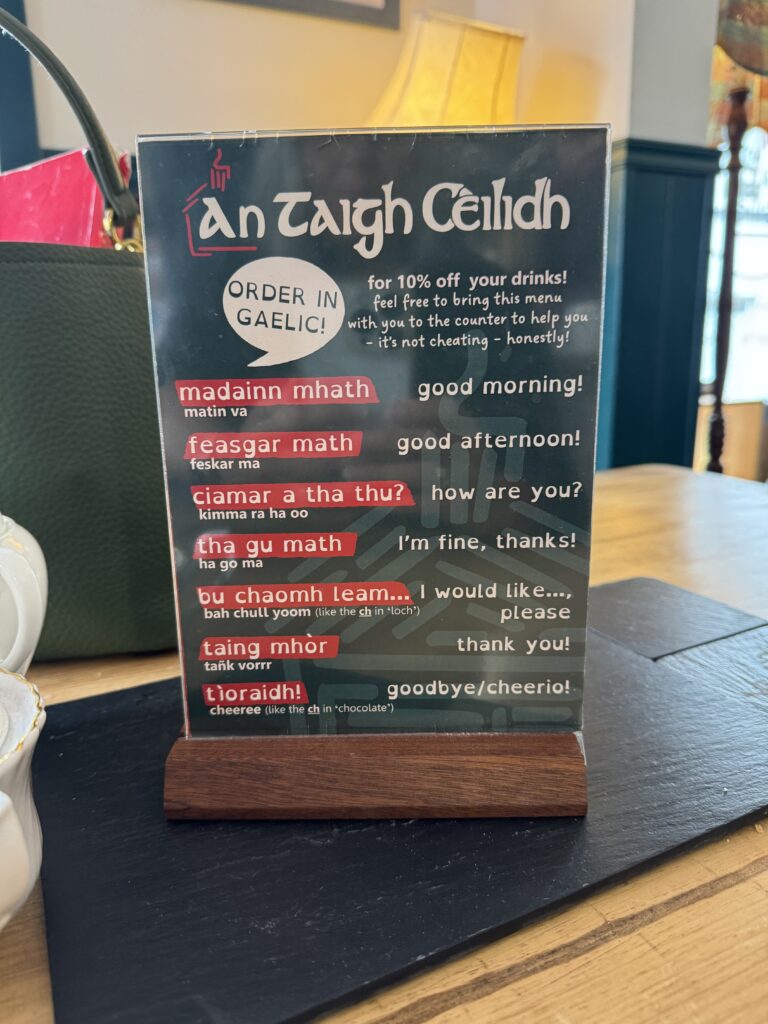 an Taigh Cèilidh
ORDER IN
GAELIC!
for 10% off your drinks!
feel free to bring this menu
with you to the counter to help you
- it's not cheating - honestly!
madainn mhath good morning!
matin va
feasgar math good afternoon!
feskar ma
ciamar a tha thu? how are you?
kimma ra ha oo
tha gu math I'm fine, thanks!
ha go ma
bu chaomh leam... I would like...,
bah chull yoom (like the ch in 'loch') please
taing mhòr thank you!
tañk vorrr
tìoraidh! goodbye/cheerio!
cheeree (like the ch in 'chocolate')